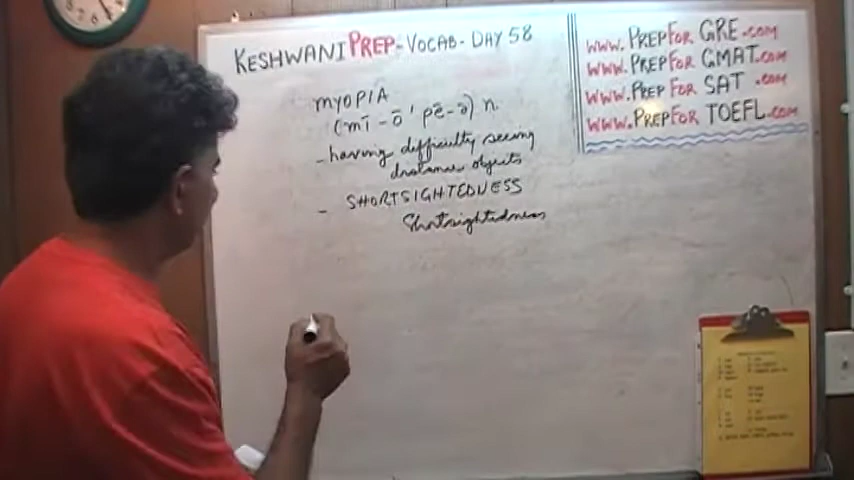 KESHWANI PREP - VOCAB - DAY 58
www.PREPFOR GRE.com
www.PREPFOR GMAT.com
www.PREPFOR SAT.com
www.PREPFOR TOEFL.com
MYOPIA
(mī - ō' pē-ə) n.
- having difficulty seeing
distance objects
- SHORTSIGHTEDNESS
Shortsightedness